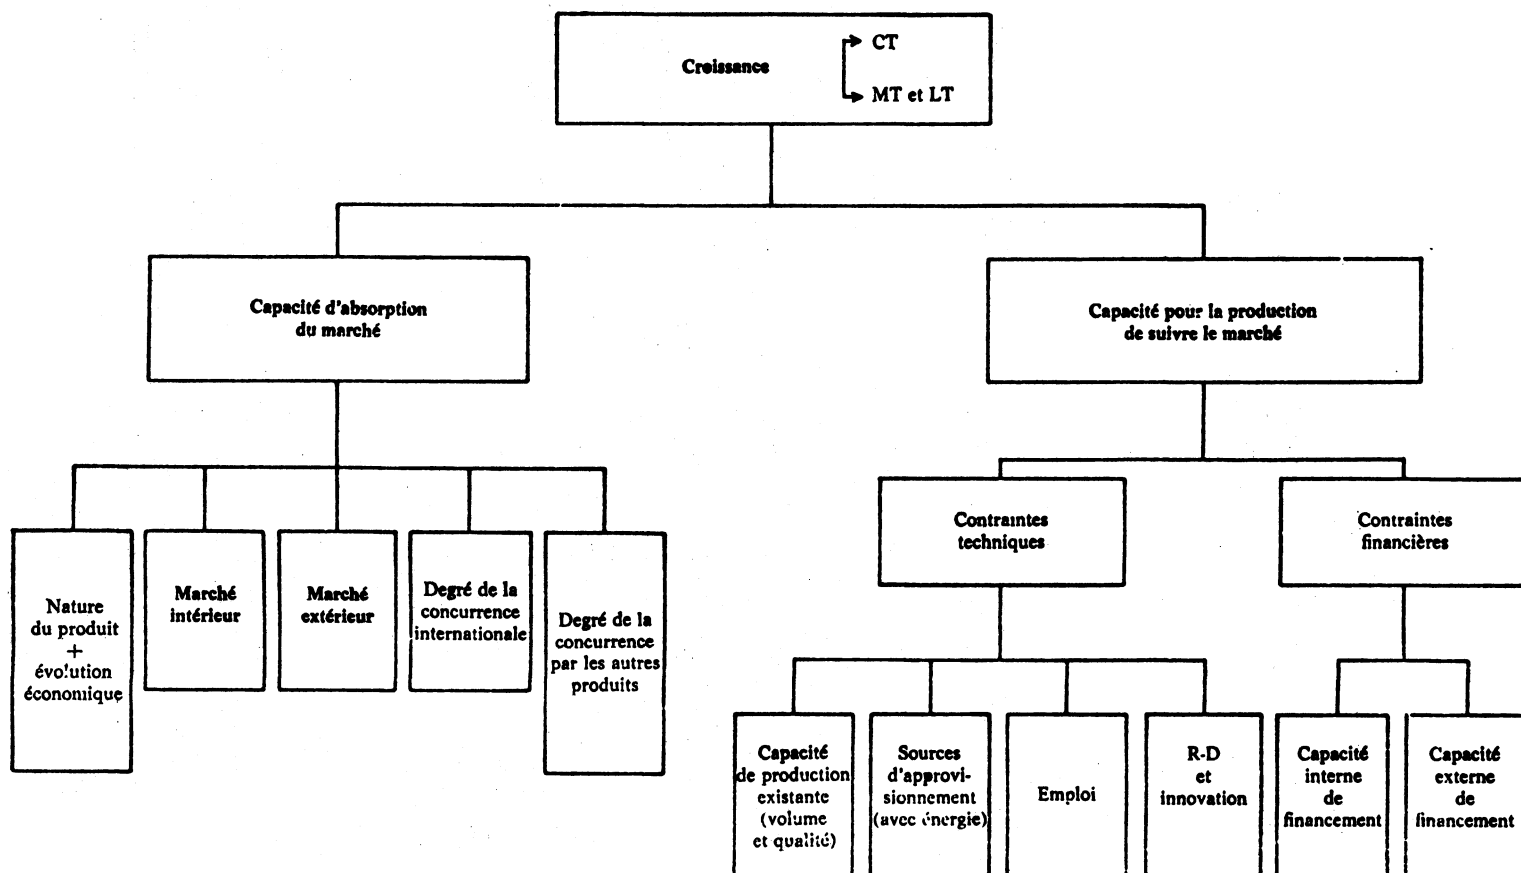 Croissance
CT
MT et LT
Capacité d'absorption
du marché
Capacité pour la production
de suivre le marché
Contraintes
techniques
Contraintes
financières
Nature
du produit
+
évolution
économique
Marché
intérieur
Marché
extérieur
Degré de la
concurrence
internationale
Degré de la
concurrence
par les autres
produits
Capacité
de production
existante
(volume
et qualité)
Sources
d'approvi-
sionnement
(avec énergie)
Emploi
R-D
et
innovation
Capacité
interne
de
financement
Capacité
externe
de
financement